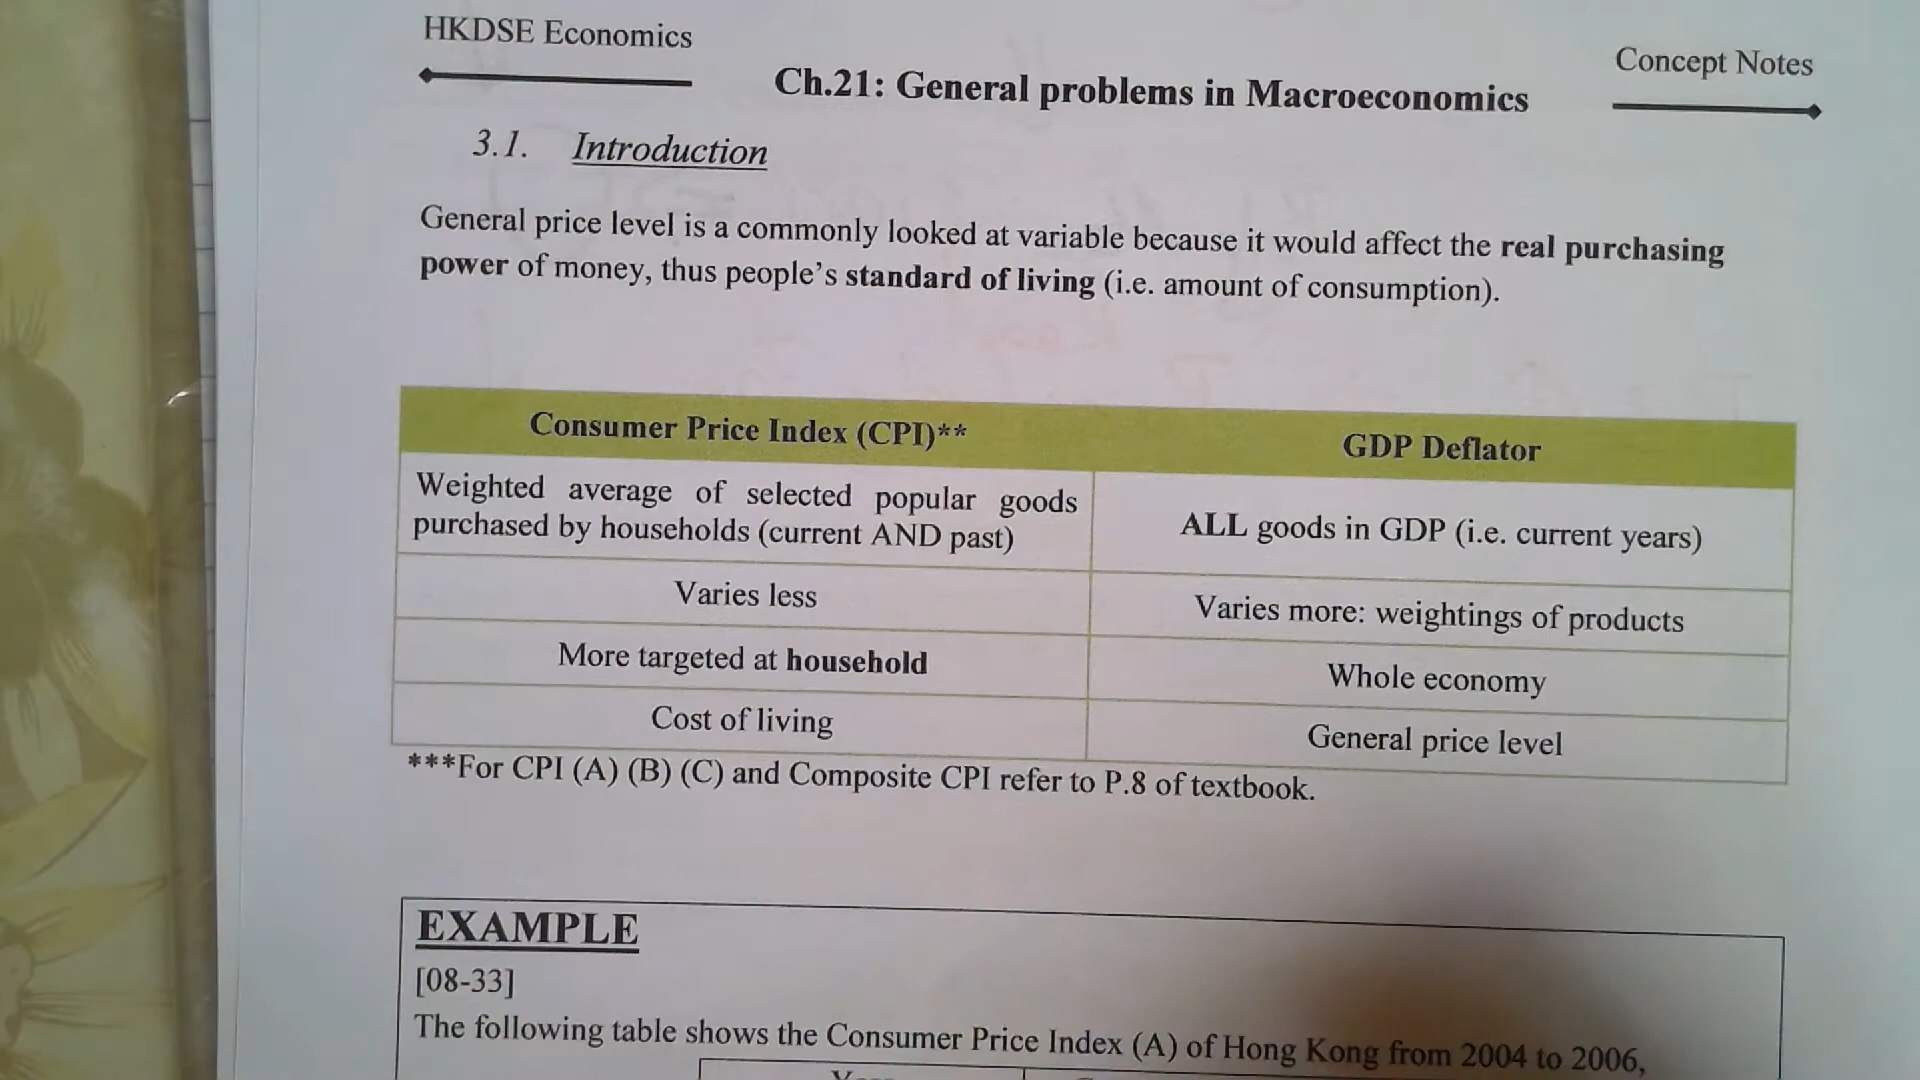 HKDSE Economics
Concept Notes
Ch.21: General problems in Macroeconomics
3.1. Introduction
General price level is a commonly looked at variable because it would affect the real purchasing
power of money, thus people's standard of living (i.e. amount of consumption).
Consumer Price Index (CPI)**
GDP Deflator
Weighted average of selected popular goods
purchased by households (current AND past)
ALL goods in GDP (i.e. current years)
Varies less
Varies more: weightings of products
More targeted at household
Whole economy
Cost of living
General price level
***For CPI (A) (B) (C) and Composite CPI refer to P.8 of textbook.
EXAMPLE
[08-33]
The following table shows the Consumer Price Index (A) of Hong Kong from 2004 to 2006,